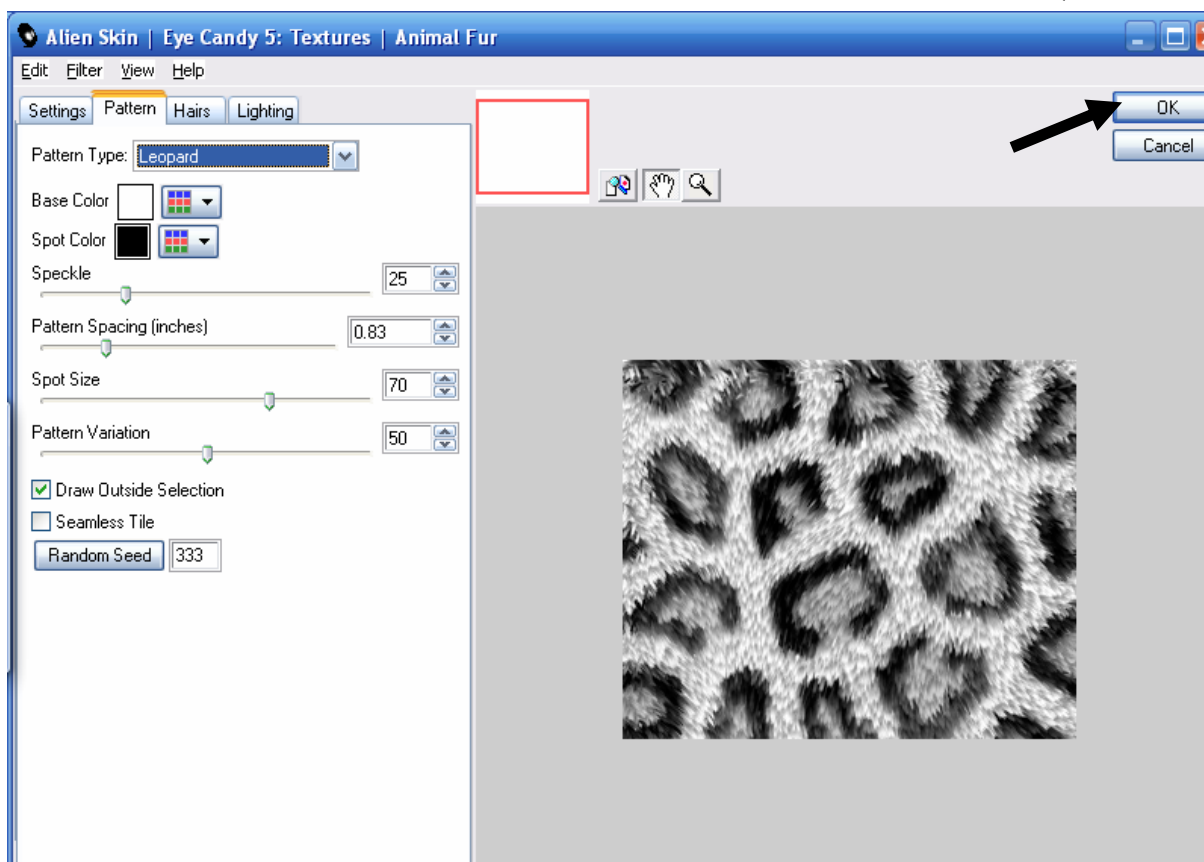 Alien Skin | Eye Candy 5: Textures | Animal Fur
Edit Filter View Help
Settings Pattern Hairs Lighting
OK
Cancel
Pattern Type: Leopard
Base Color
Spot Color
Speckle 25
Pattern Spacing (inches) 0.83
Spot Size 70
Pattern Variation 50
Draw Outside Selection
Seamless Tile
Random Seed 333